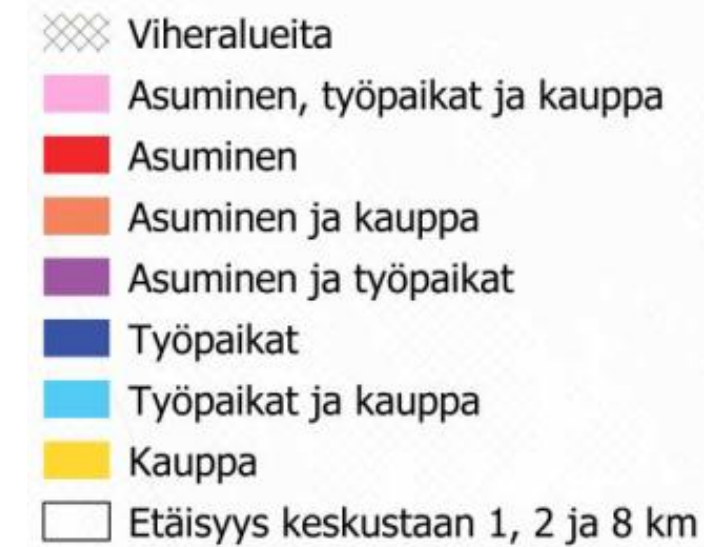 Viheralueita
Asuminen, työpaikat ja kauppa
Asuminen
Asuminen ja kauppa
Asuminen ja työpaikat
Työpaikat
Työpaikat ja kauppa
Kauppa
Etäisyys keskustaan 1, 2 ja 8 km